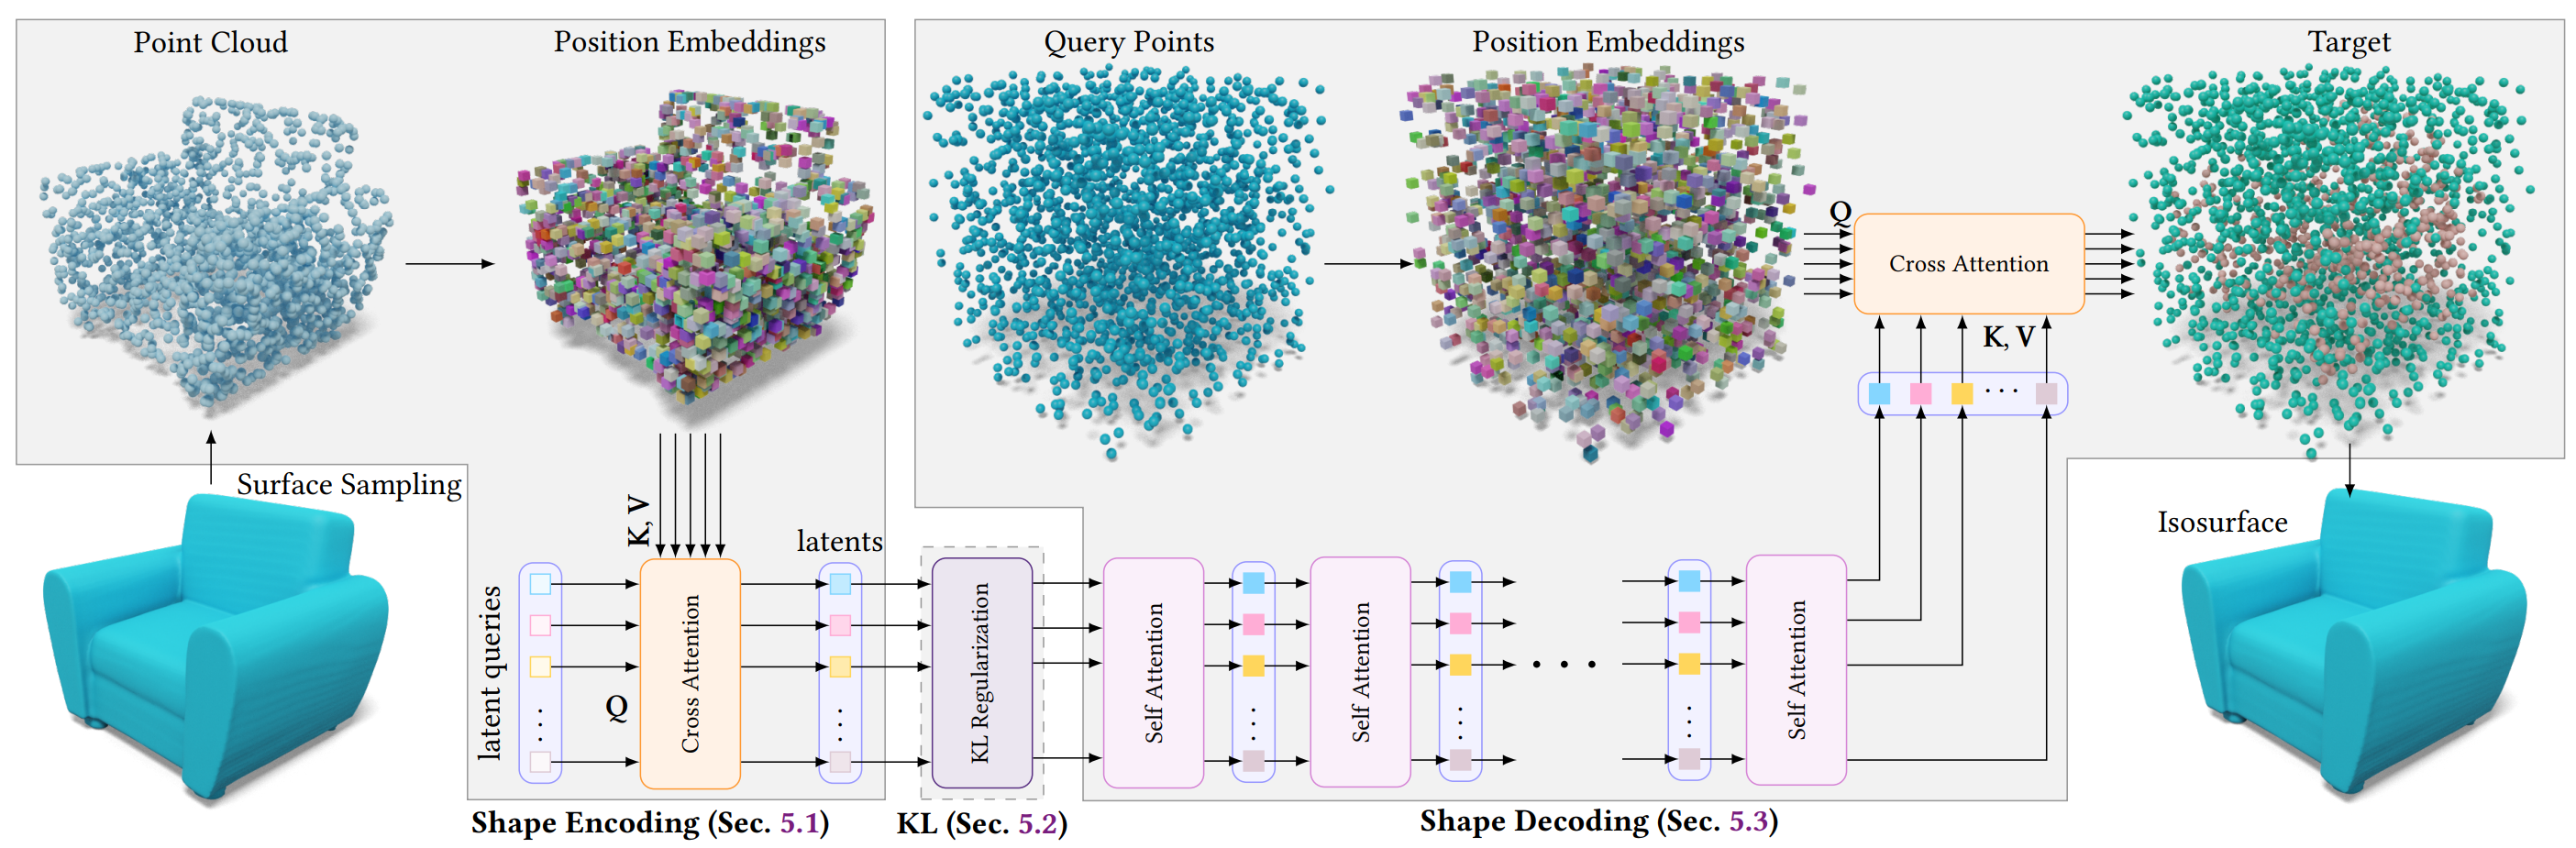 Point Cloud
Position Embeddings
Query Points
Position Embeddings
Target
Q
Cross Attention
K, V
...
Surface Sampling
Isosurface
K, V
latents
latent queries
Q
Cross Attention
KL Regularization
Self Attention
Self Attention
Self Attention
Shape Encoding (Sec. 5.1)
KL (Sec. 5.2)
Shape Decoding (Sec. 5.3)